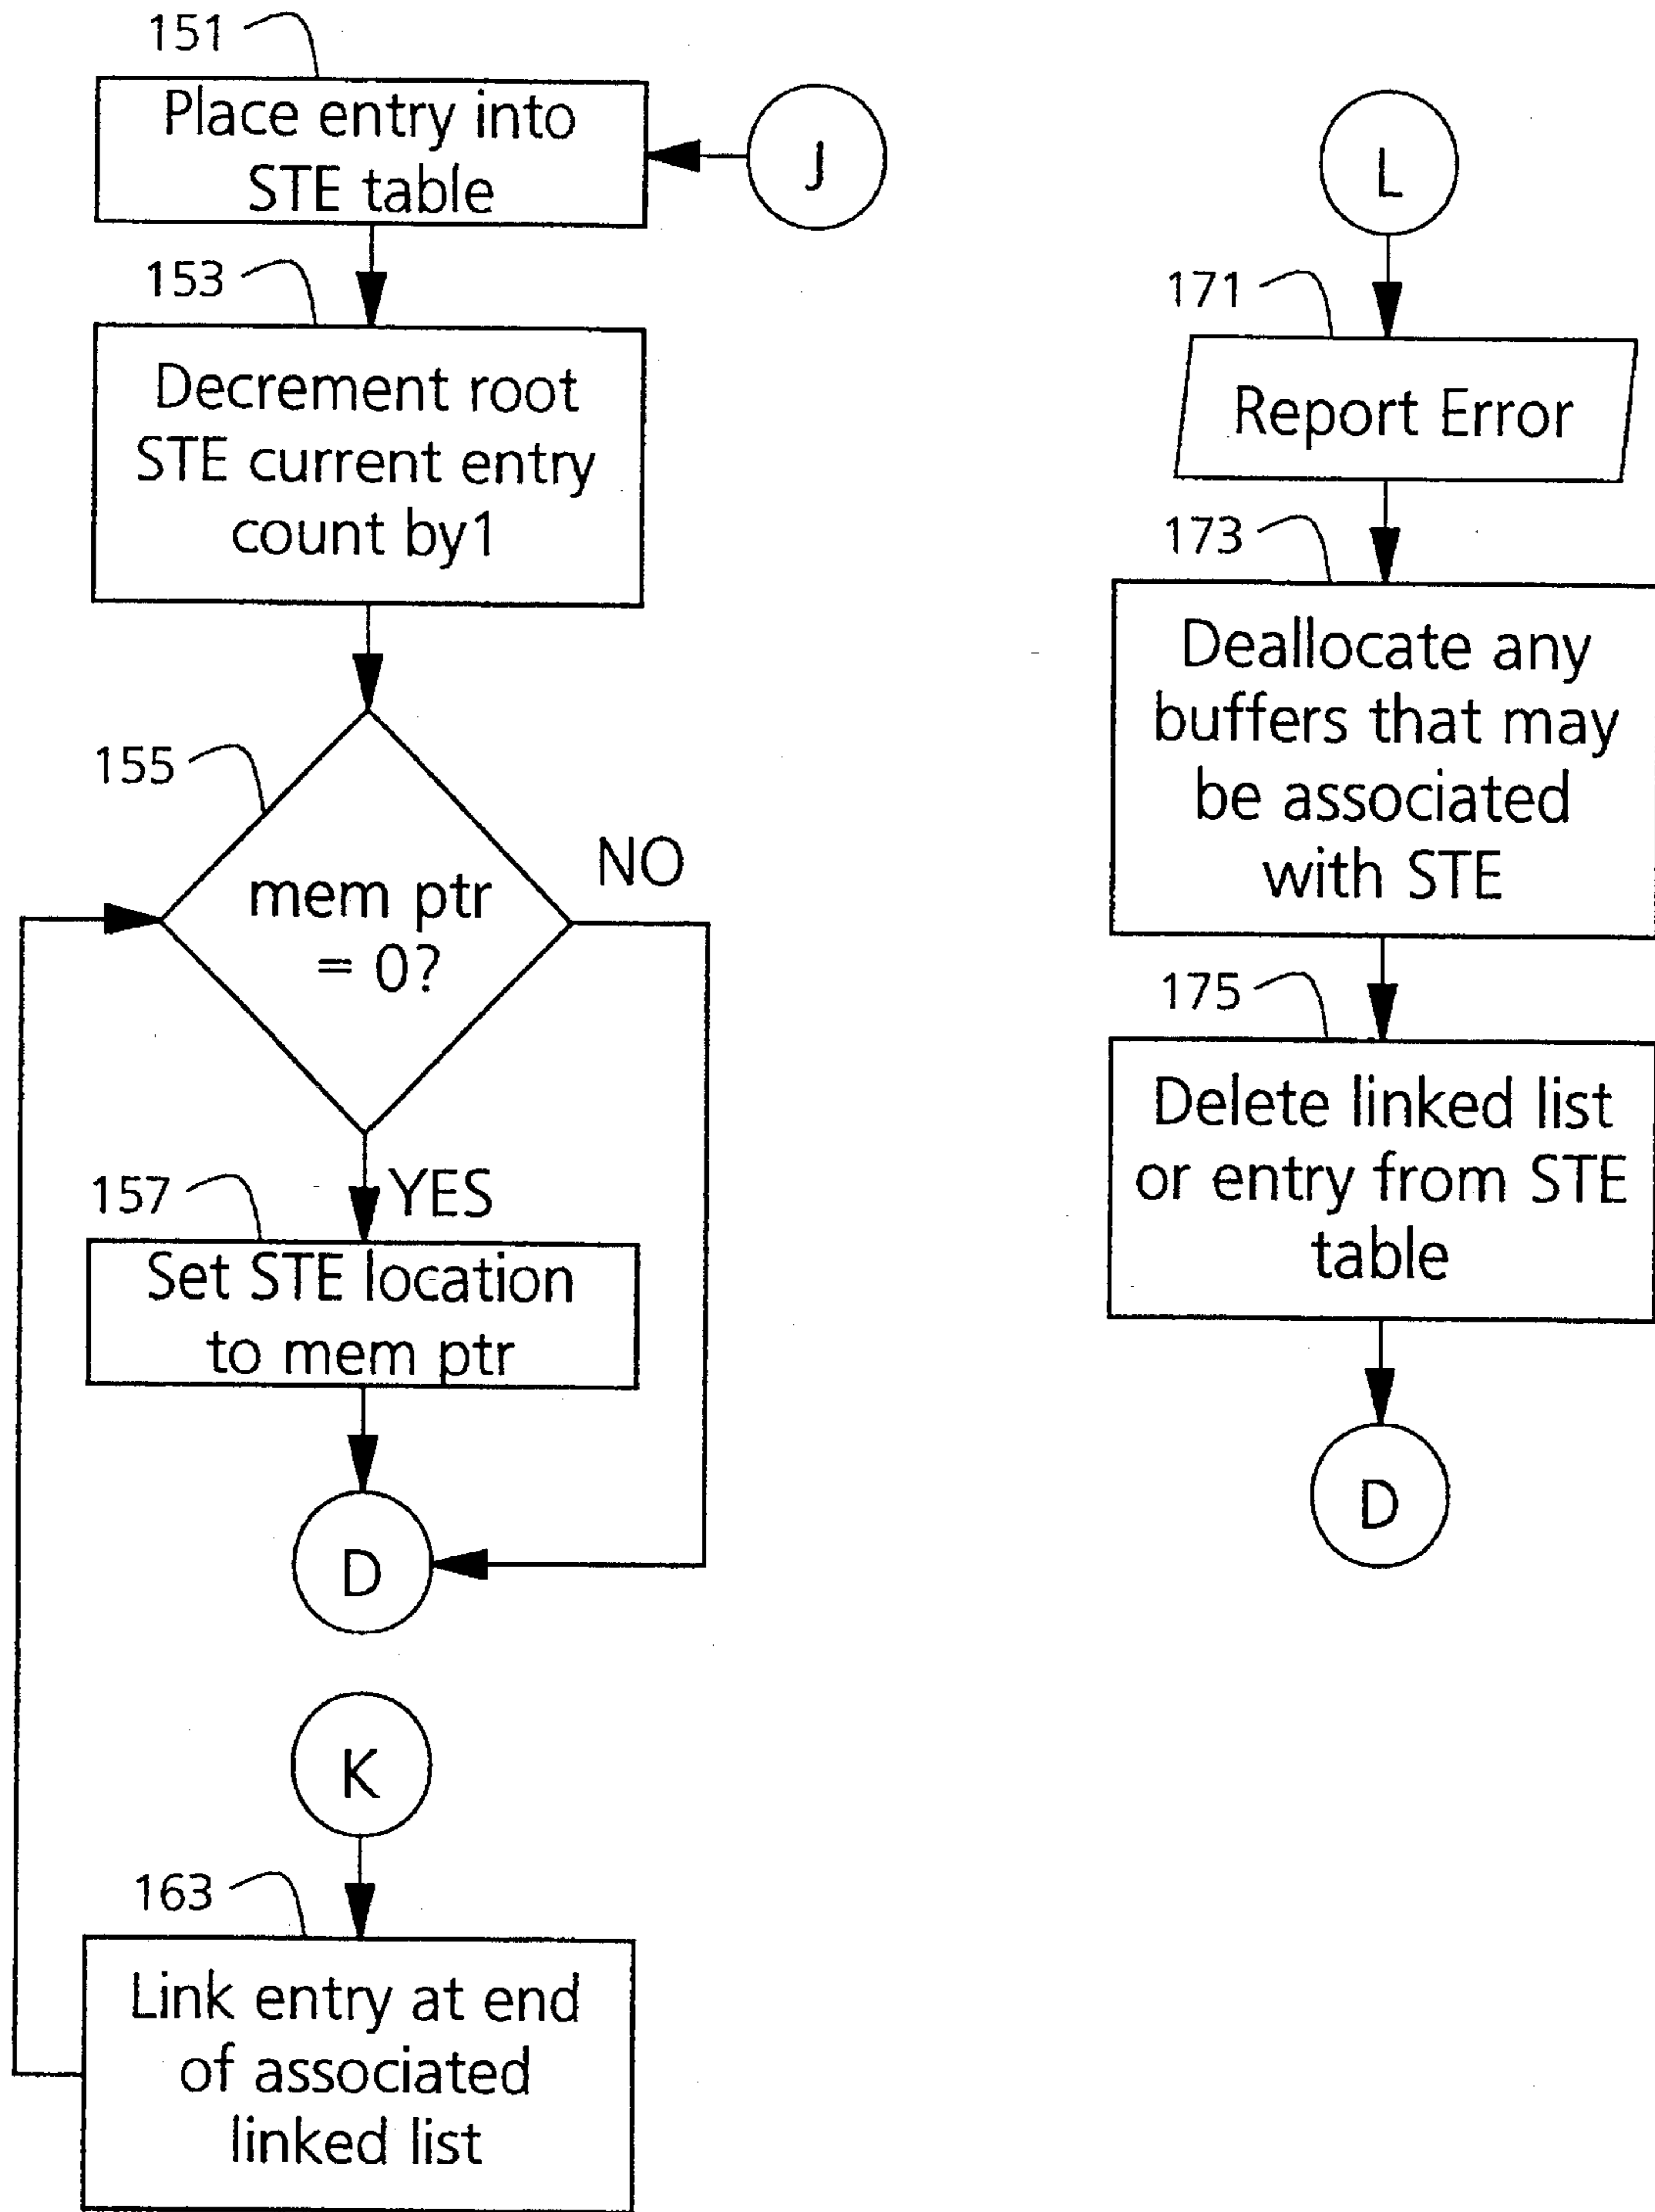 151
Place entry into
STE table
J
153
Decrement root
STE current entry
count by1
155
mem ptr
= 0?
NO
YES
157
Set STE location
to mem ptr
D
K
163
Link entry at end
of associated
linked list
L
171
Report Error
173
Deallocate any
buffers that may
be associated
with STE
175
Delete linked list
or entry from STE
table
D